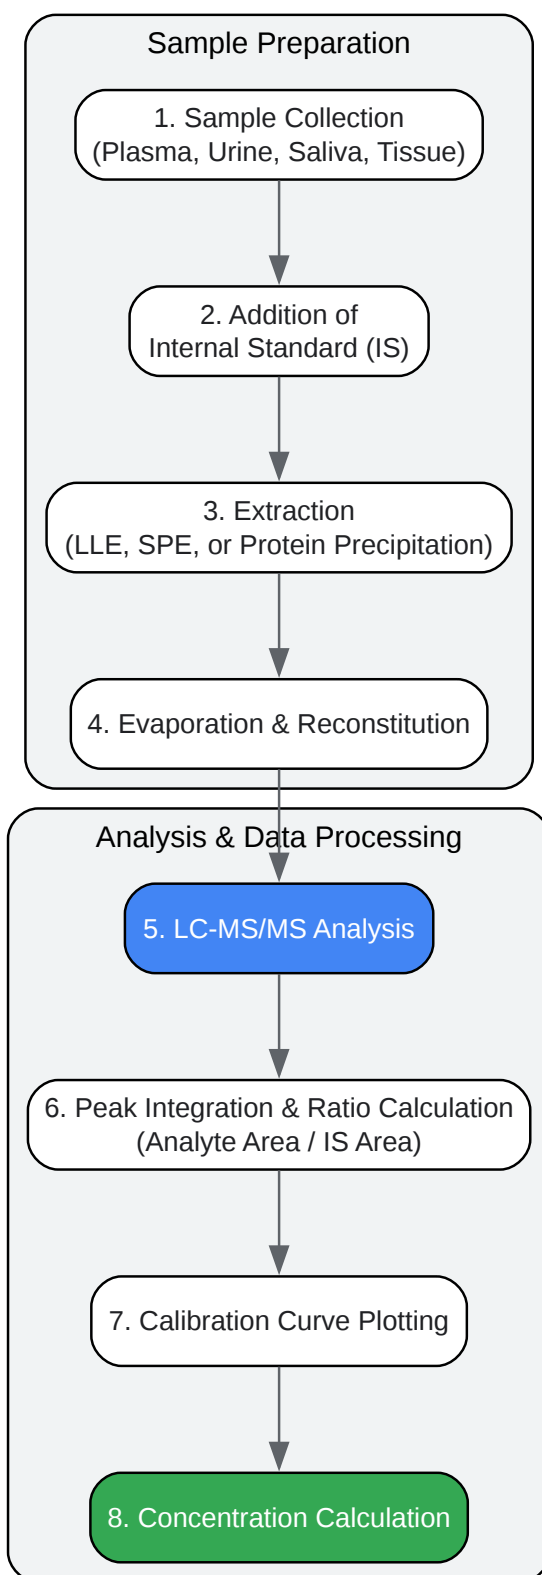 Sample Preparation
1. Sample Collection
(Plasma, Urine, Saliva, Tissue)
2. Addition of
Internal Standard (IS)
3. Extraction
(LLE, SPE, or Protein Precipitation)
4. Evaporation & Reconstitution
Analysis & Data Processing
5. LC-MS/MS Analysis
6. Peak Integration & Ratio Calculation
(Analyte Area / IS Area)
7. Calibration Curve Plotting
8. Concentration Calculation